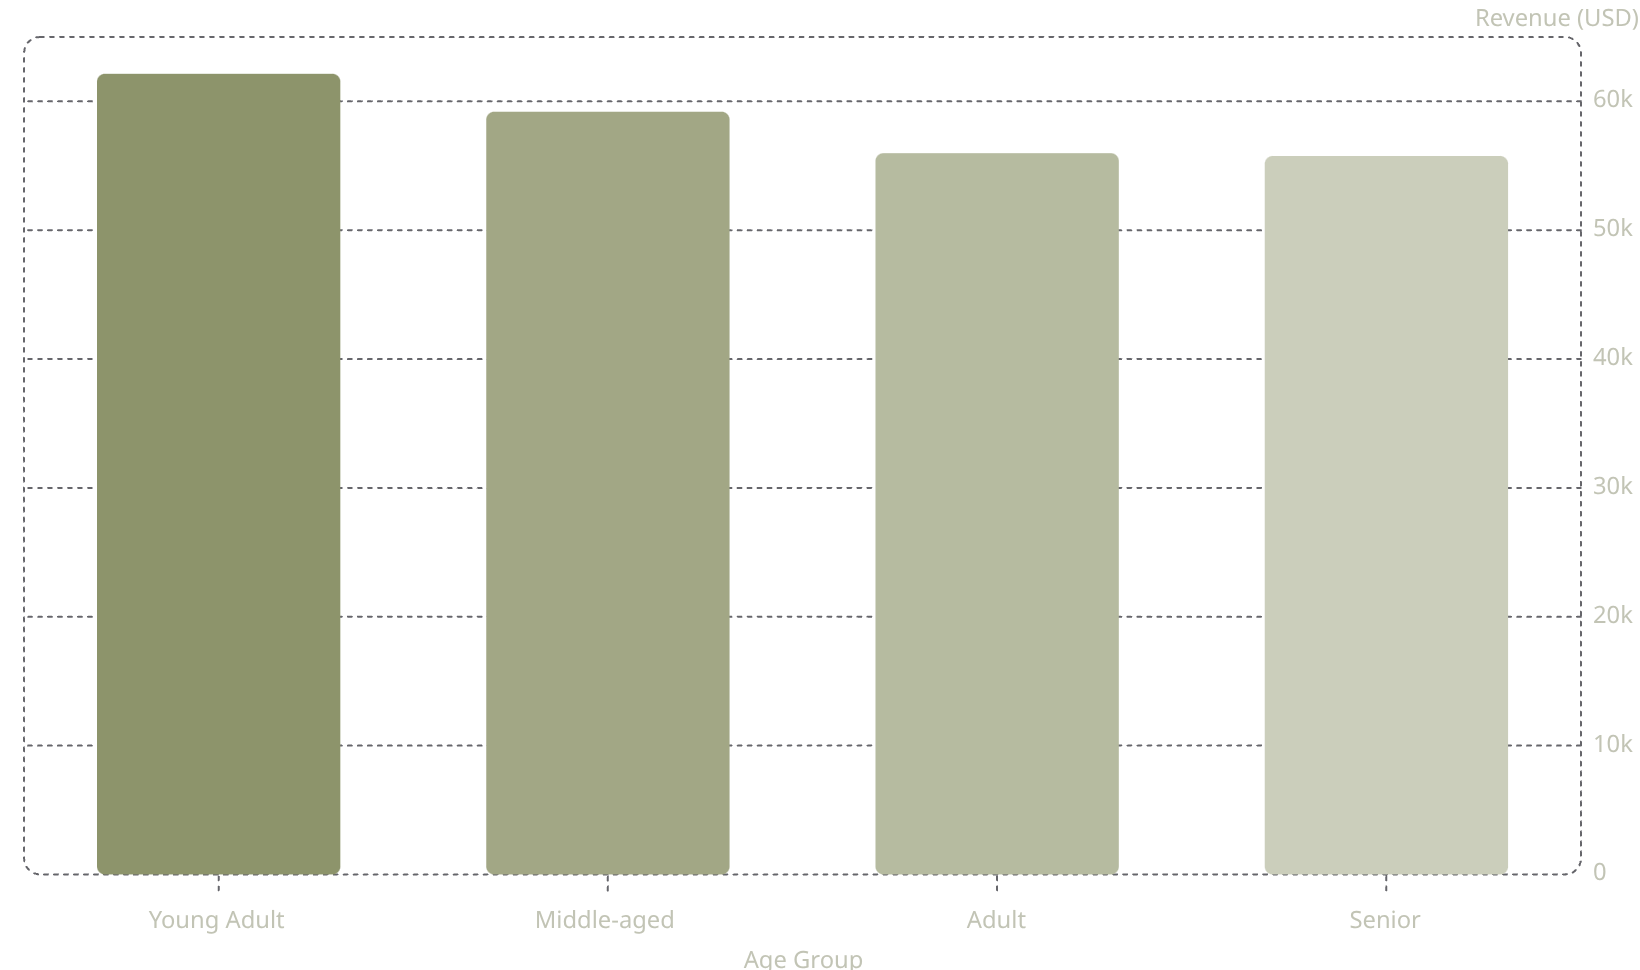 Revenue (USD)
60k
50k
40k
30k
20k
10k
0
Young Adult
Middle-aged
Adult
Senior
Age Group